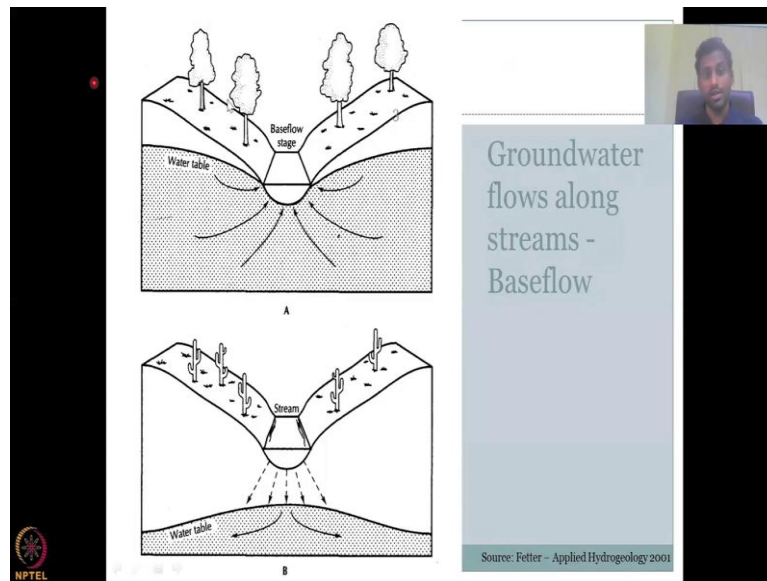 Baseflow
stage
Water table
A
Stream
Water table
B
Groundwater
flows along
streams -
Baseflow
Source: Fetter – Applied Hydrogeology 2001
NPTEL